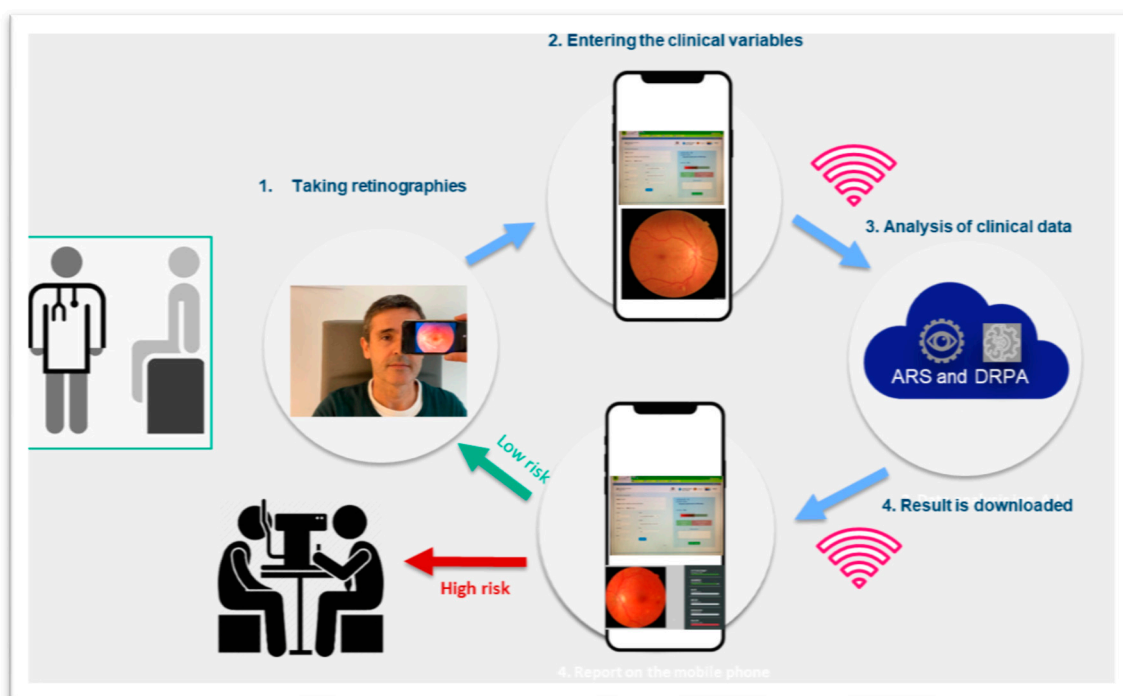 2. Entering the clinical variables
1. Taking retinographies
3. Analysis of clinical data
ARS and DRPA
4. Result is downloaded
Low risk
High risk
4. Report on the mobile phone